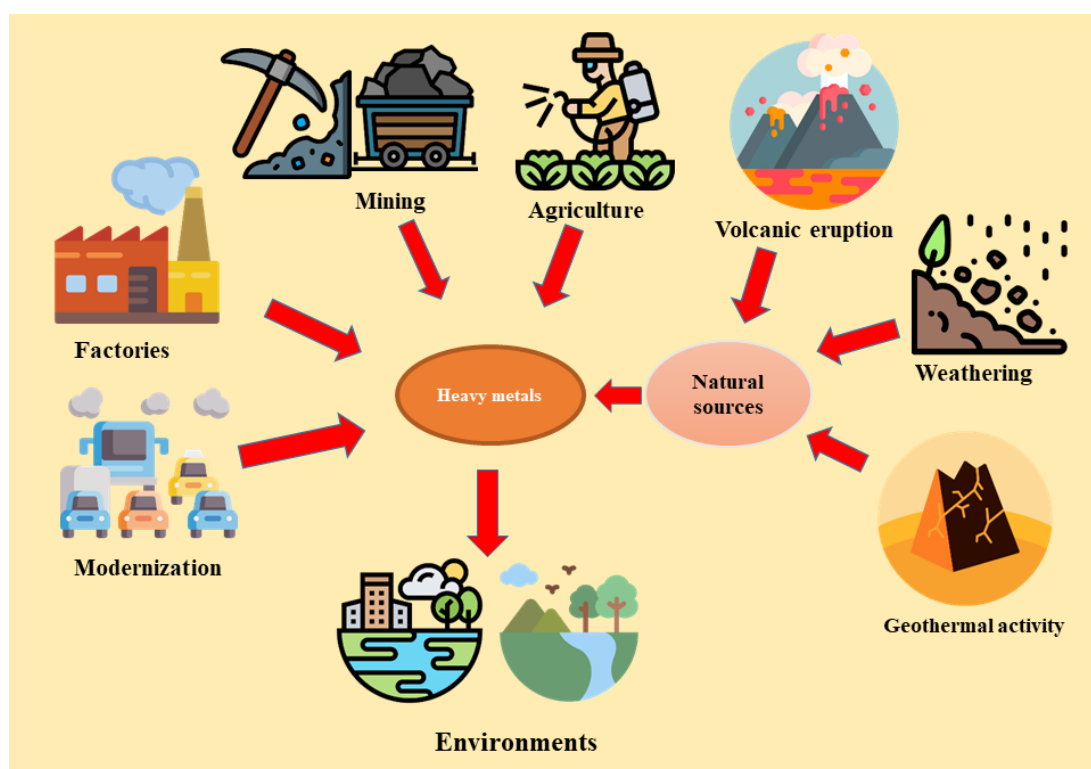 Mining
Agriculture
Volcanic eruption
Factories
Weathering
Heavy metals
Natural
sources
Modernization
Geothermal activity
Environments